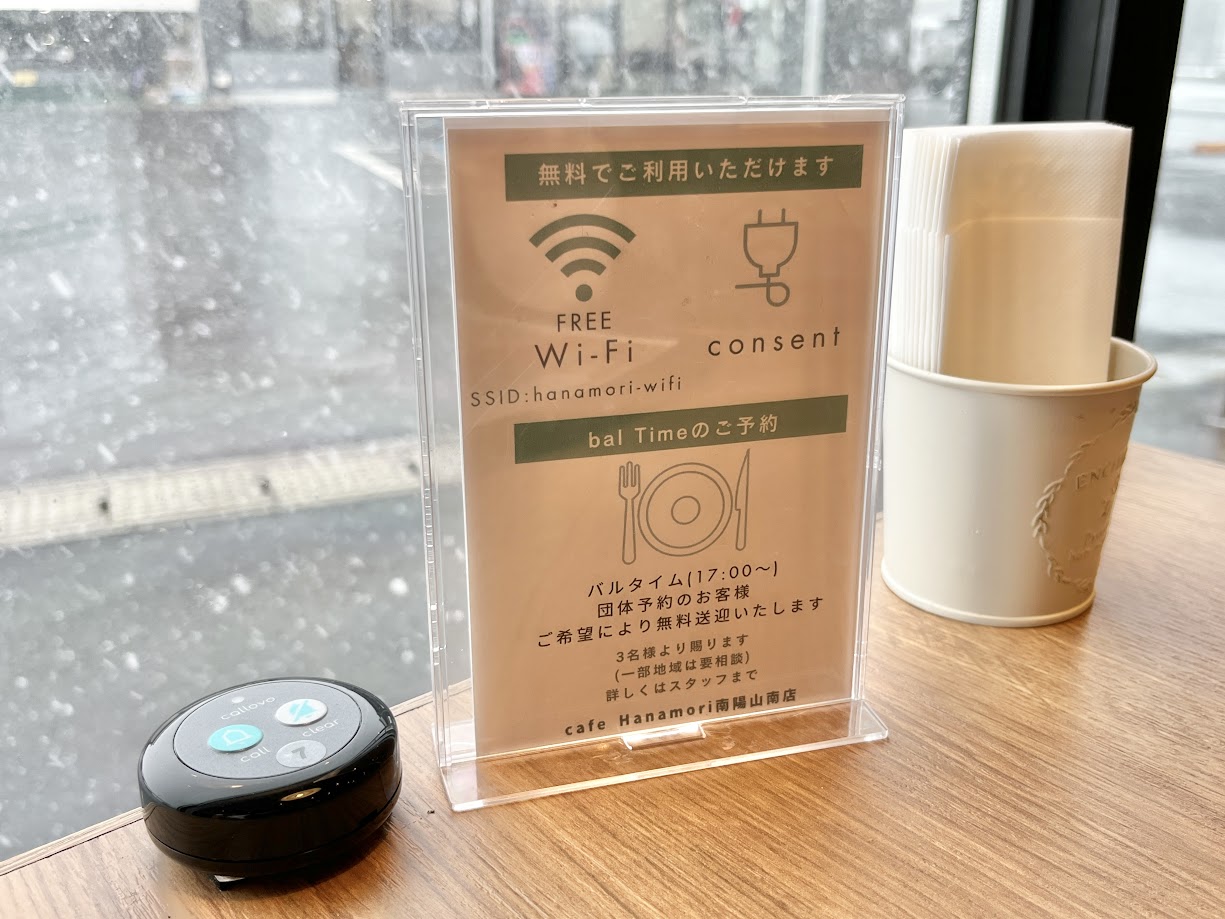 無料でご利用いただけます
FREE
Wi-Fi
consent
SSID:hanamori-wifi
bal Timeのご予約
バルタイム(17:00～)
団体予約のお客様
ご希望により無料送迎いたします
3名様より賜ります
(一部地域は要相談)
詳しくはスタッフまで
cafe Hanamori南陽山南店
callovo
call
clear
7